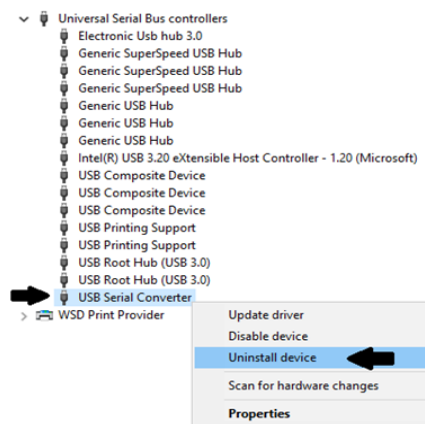 Universal Serial Bus controllers
Electronic Usb hub 3.0
Generic SuperSpeed USB Hub
Generic SuperSpeed USB Hub
Generic SuperSpeed USB Hub
Generic USB Hub
Generic USB Hub
Generic USB Hub
Intel(R) USB 3.20 eXtensible Host Controller - 1.20 (Microsoft)
USB Composite Device
USB Composite Device
USB Composite Device
USB Printing Support
USB Printing Support
USB Root Hub (USB 3.0)
USB Root Hub (USB 3.0)
USB Serial Converter
WSD Print Provider
Update driver
Disable device
Uninstall device
Scan for hardware changes
Properties